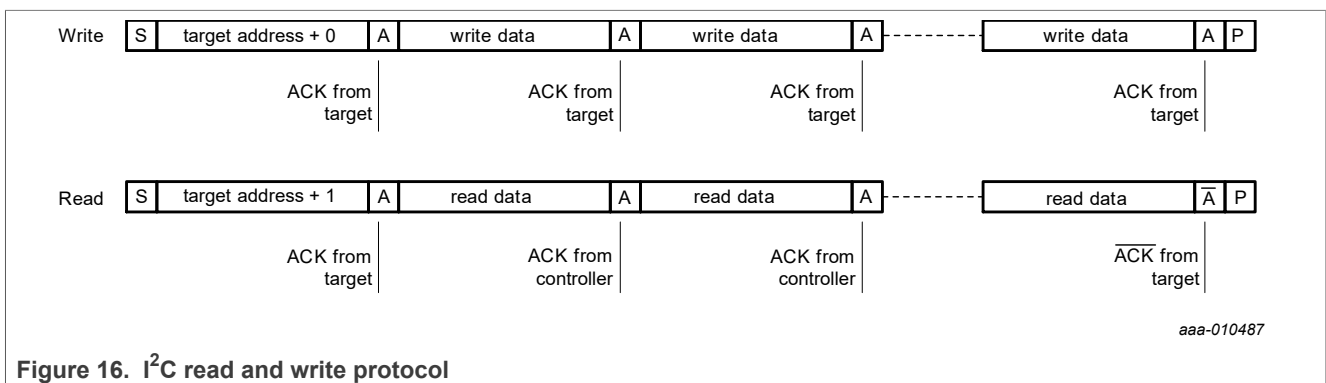 Write S target address + 0 A write data A write data A write data A P
ACK from target ACK from target ACK from target ACK from target
Read S target address + 1 A read data A read data A read data A̅ P
ACK from target ACK from controller ACK from controller A̅C̅K̅ from target
aaa-010487
Figure 16. I²C read and write protocol